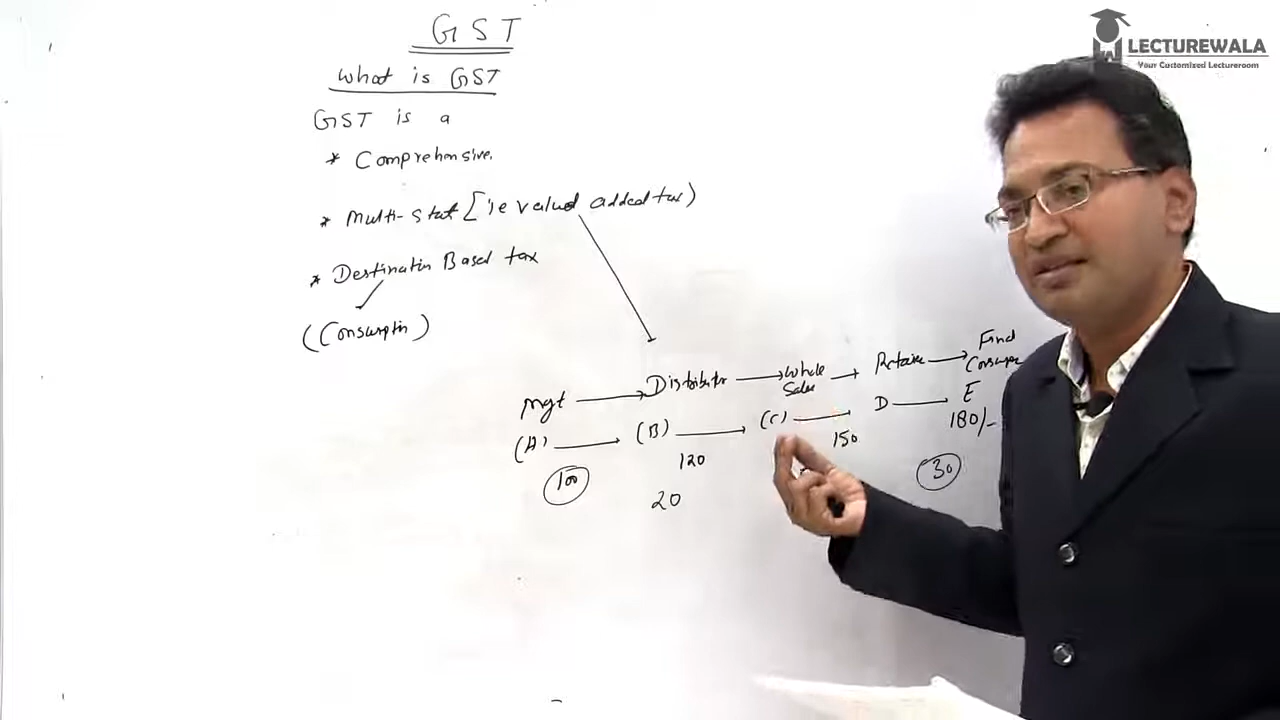 LECTUREWALA
Your Customized Lectureroom
GST
What is GST
GST is a
* Comprehensive.
* Multi-Stat [ie valued added tax)
* Destination Based tax
(Consumption)
Mgt → Distributor → Whole Sales → Retailer → Final Consumer
(A) → (B) → (C) → D → E
100 120 150 180/-
20 30